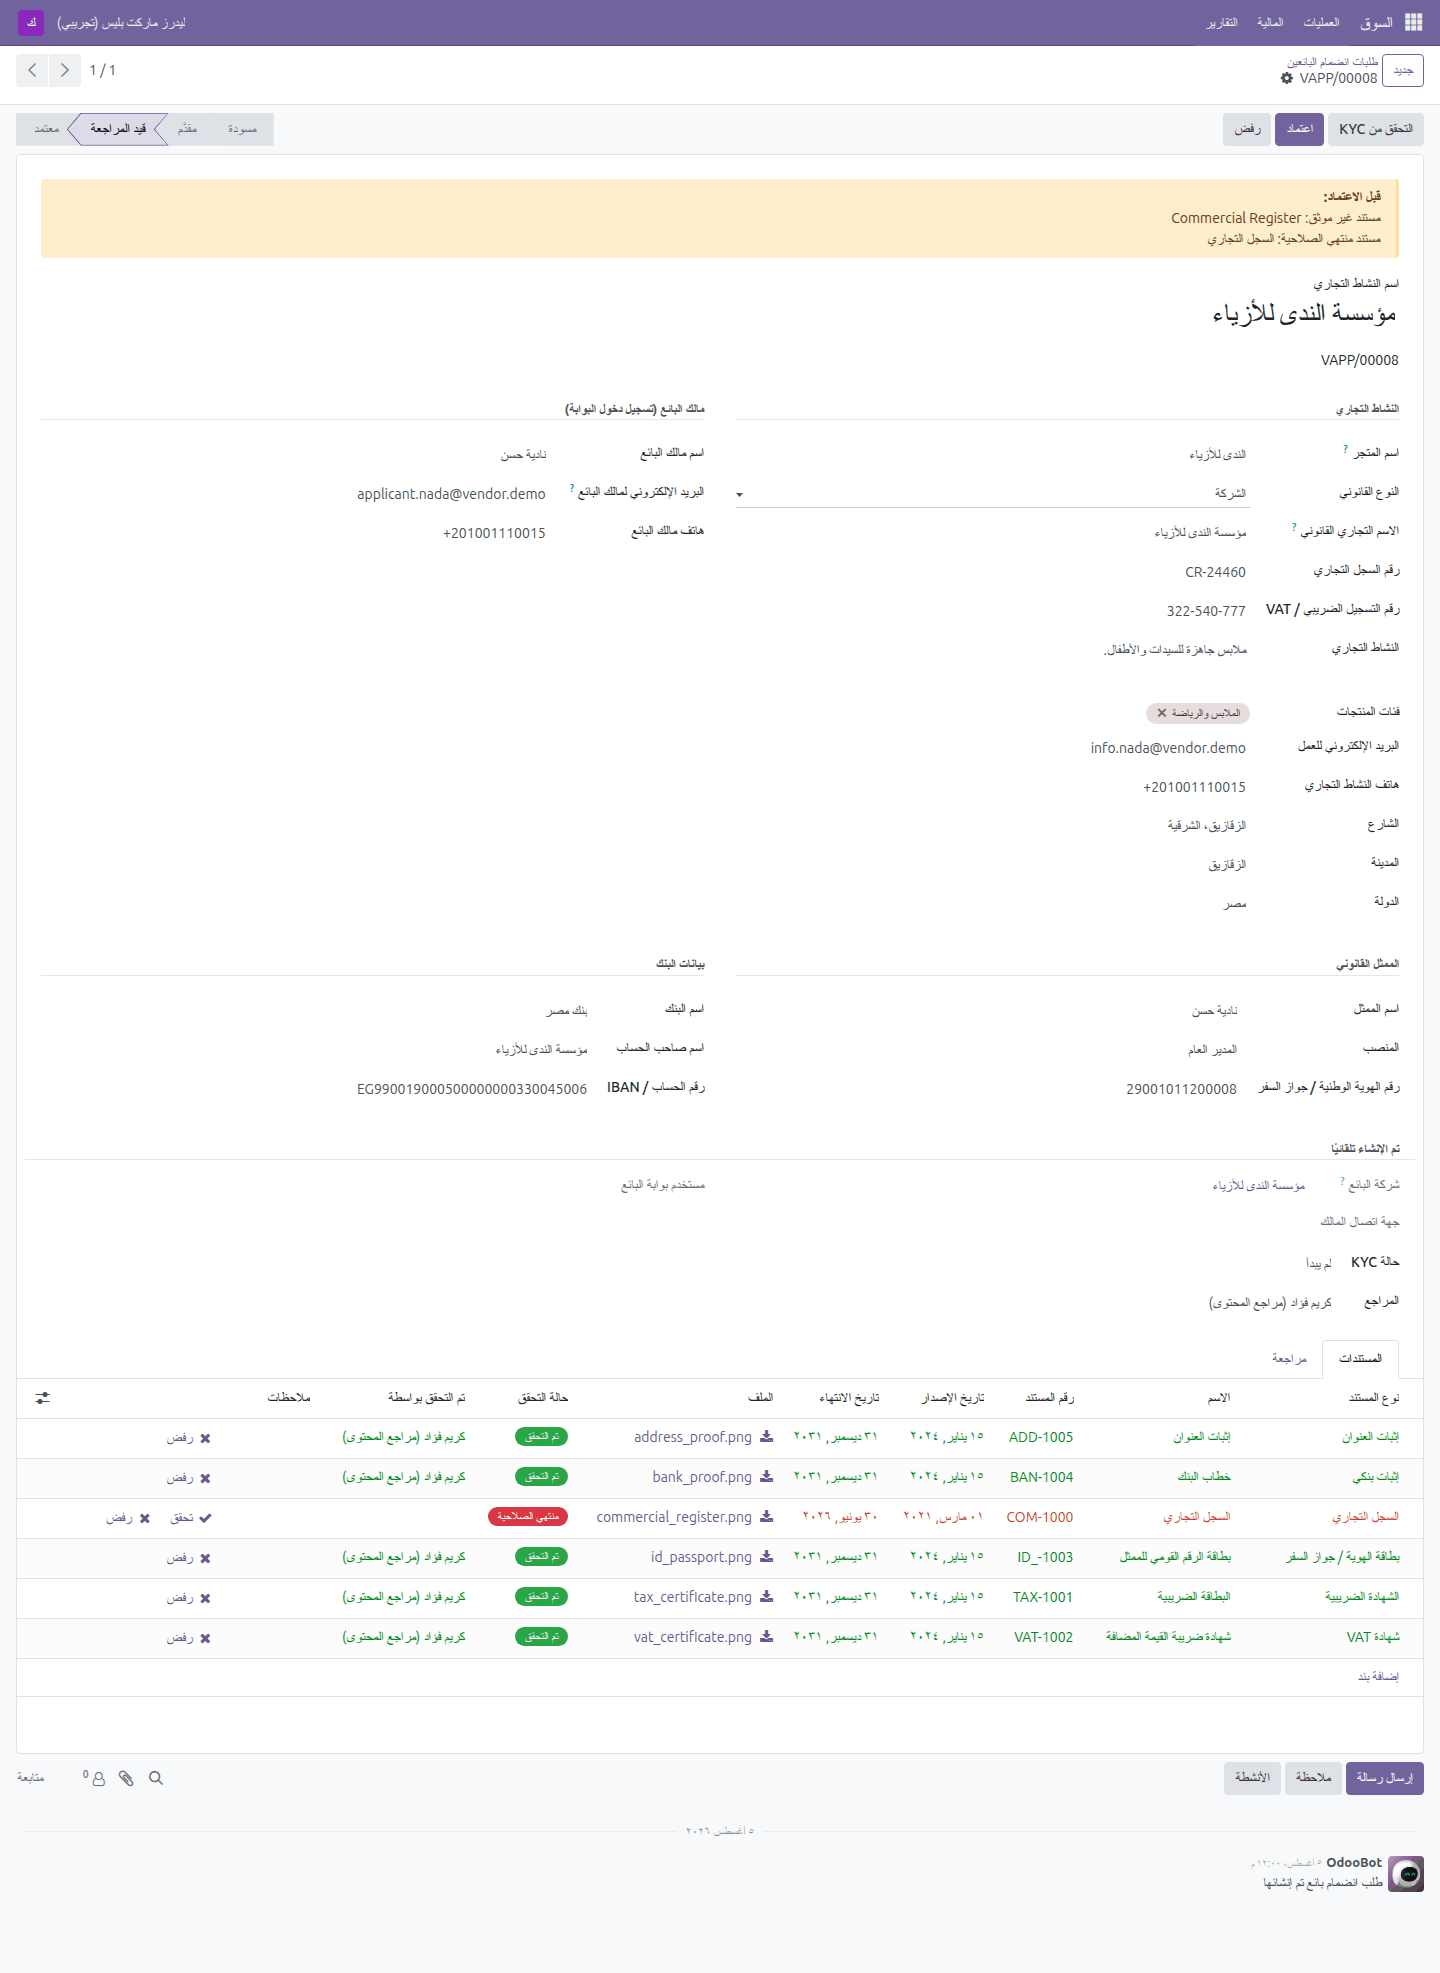 السوق العمليات المالية التقارير
ليدرز ماركت بليس (تجريبي) ك
جديد طلبات انضمام البائعين
VAPP/00008
1 / 1
التحقق من KYC اعتماد رفض
مسودة مقدَّم قيد المراجعة معتمد
قبل الاعتماد:
مستند غير موثق: Commercial Register
مستند منتهي الصلاحية: السجل التجاري
اسم النشاط التجاري
مؤسسة الندى للأزياء
VAPP/00008
النشاط التجاري
اسم المتجر ? الندى للأزياء
النوع القانوني الشركة
الاسم التجاري القانوني ? مؤسسة الندى للأزياء
رقم السجل التجاري CR-24460
رقم التسجيل الضريبي / VAT 322-540-777
النشاط التجاري ملابس جاهزة للسيدات والأطفال.
فئات المنتجات الملابس والرياضة
البريد الإلكتروني للعمل info.nada@vendor.demo
هاتف النشاط التجاري +201001110015
الشارع الزقازيق، الشرقية
المدينة الزقازيق
الدولة مصر
مالك البائع (تسجيل دخول البوابة)
اسم مالك البائع نادية حسن
البريد الإلكتروني لمالك البائع ? applicant.nada@vendor.demo
هاتف مالك البائع +201001110015
الممثل القانوني
اسم الممثل نادية حسن
المنصب المدير العام
رقم الهوية الوطنية / جواز السفر 29001011200008
بيانات البنك
اسم البنك بنك مصر
اسم صاحب الحساب مؤسسة الندى للأزياء
رقم الحساب / IBAN EG990019000500000000330045006
تم الإنشاء تلقائيًا
شركة البائع ? مؤسسة الندى للأزياء
مستخدم بوابة البائع
جهة اتصال المالك
حالة KYC لم يبدأ
المراجع كريم فؤاد (مراجع المحتوى)
المستندات مراجعة
نوع المستند الاسم رقم المستند تاريخ الإصدار تاريخ الانتهاء الملف حالة التحقق تم التحقق بواسطة ملاحظات
إثبات العنوان إثبات العنوان ADD-1005 ١٥ يناير, ٢٠٢٤ ٣١ ديسمبر, ٢٠٣١ address_proof.png تم التحقق كريم فؤاد (مراجع المحتوى) رفض
إثبات بنكي خطاب البنك BAN-1004 ١٥ يناير, ٢٠٢٤ ٣١ ديسمبر, ٢٠٣١ bank_proof.png تم التحقق كريم فؤاد (مراجع المحتوى) رفض
السجل التجاري السجل التجاري COM-1000 ٠١ مارس, ٢٠٢١ ٣٠ يونيو, ٢٠٢٦ commercial_register.png منتهي الصلاحية تحقق رفض
بطاقة الهوية / جواز السفر بطاقة الرقم القومي للممثل ID_-1003 ١٥ يناير, ٢٠٢٤ ٣١ ديسمبر, ٢٠٣١ id_passport.png تم التحقق كريم فؤاد (مراجع المحتوى) رفض
الشهادة الضريبية البطاقة الضريبية TAX-1001 ١٥ يناير, ٢٠٢٤ ٣١ ديسمبر, ٢٠٣١ tax_certificate.png تم التحقق كريم فؤاد (مراجع المحتوى) رفض
شهادة VAT شهادة ضريبة القيمة المضافة VAT-1002 ١٥ يناير, ٢٠٢٤ ٣١ ديسمبر, ٢٠٣١ vat_certificate.png تم التحقق كريم فؤاد (مراجع المحتوى) رفض
إضافة بند
إرسال رسالة ملاحظة الأنشطة
0 متابعة
٥ أغسطس ٢٠٢٦
OdooBot ٥ أغسطس، ١٢:٠٠ م
طلب انضمام بائع تم إنشائها